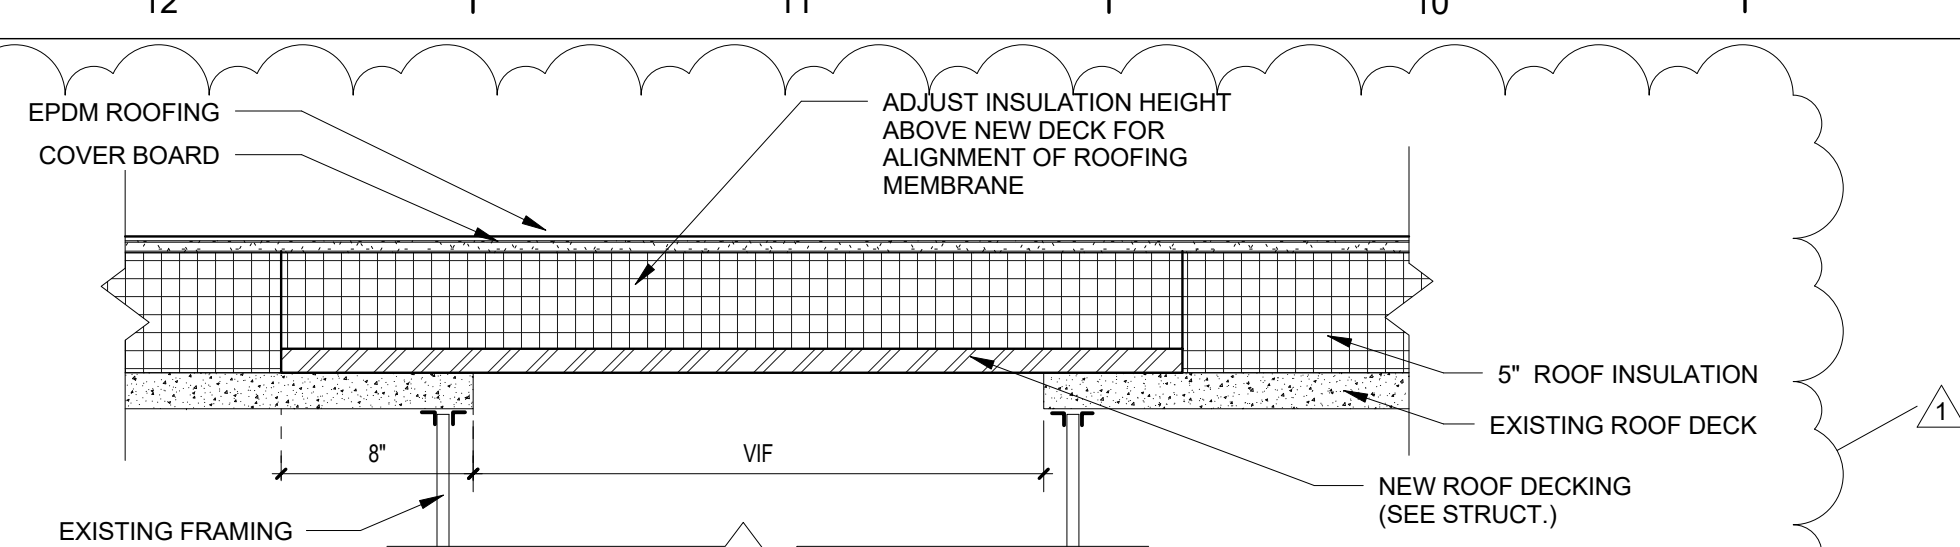 12 11 10
EPDM ROOFING
COVER BOARD
ADJUST INSULATION HEIGHT
ABOVE NEW DECK FOR
ALIGNMENT OF ROOFING
MEMBRANE
5" ROOF INSULATION
EXISTING ROOF DECK
1
8"
VIF
NEW ROOF DECKING
(SEE STRUCT.)
EXISTING FRAMING